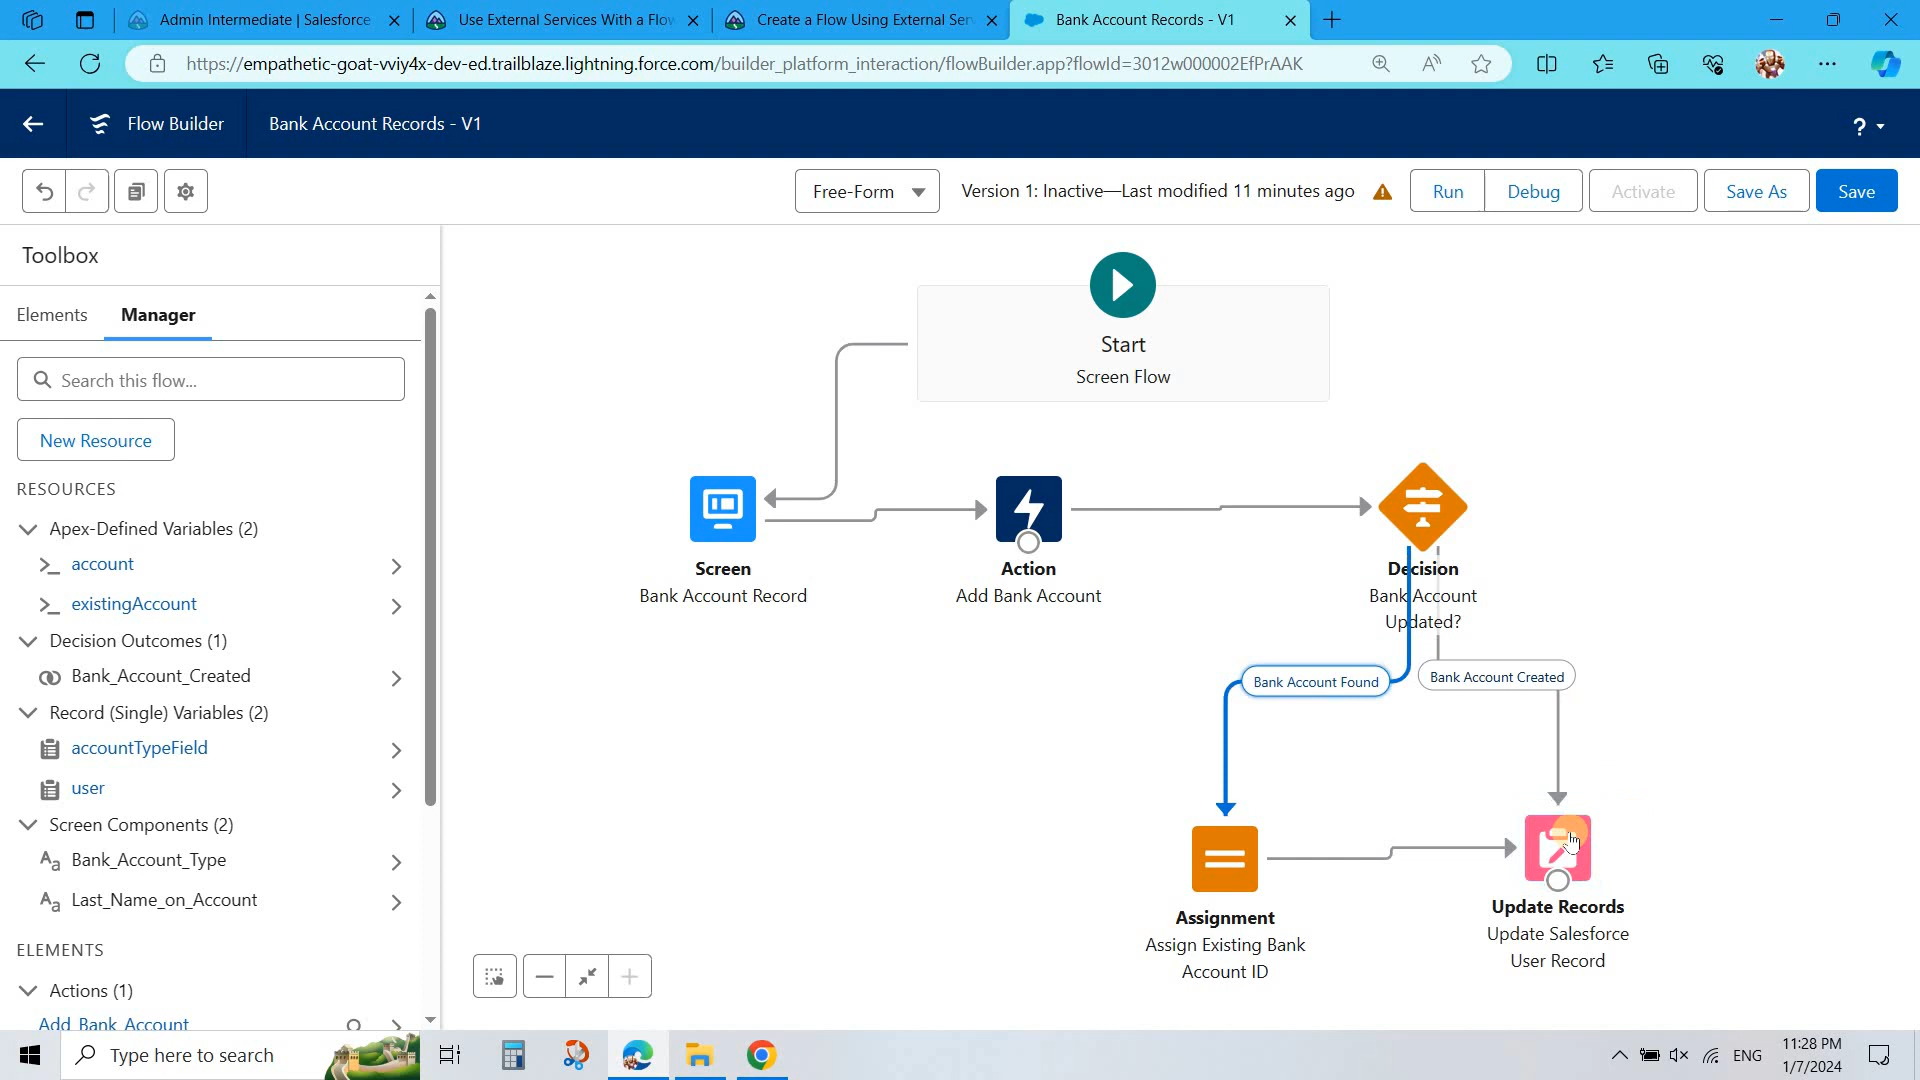 Admin Intermediate | Salesforce
Use External Services With a Flow
Create a Flow Using External Ser
Bank Account Records - V1
https://empathetic-goat-vviy4x-dev-ed.trailblaze.lightning.force.com/builder_platform_interaction/flowBuilder.app?flowId=3012w000002EfPrAAK
Flow Builder
Bank Account Records - V1
?
Free-Form
Version 1: Inactive—Last modified 11 minutes ago
Run
Debug
Activate
Save As
Save
Toolbox
Elements
Manager
Search this flow...
New Resource
RESOURCES
Apex-Defined Variables (2)
account
existingAccount
Decision Outcomes (1)
Bank_Account_Created
Record (Single) Variables (2)
accountTypeField
user
Screen Components (2)
Bank_Account_Type
Last_Name_on_Account
ELEMENTS
Actions (1)
Add_Bank_Account
Start
Screen Flow
Screen
Bank Account Record
Action
Add Bank Account
Decision
Bank Account
Updated?
Bank Account Found
Bank Account Created
Assignment
Assign Existing Bank
Account ID
Update Records
Update Salesforce
User Record
Type here to search
ENG
11:28 PM
1/7/2024